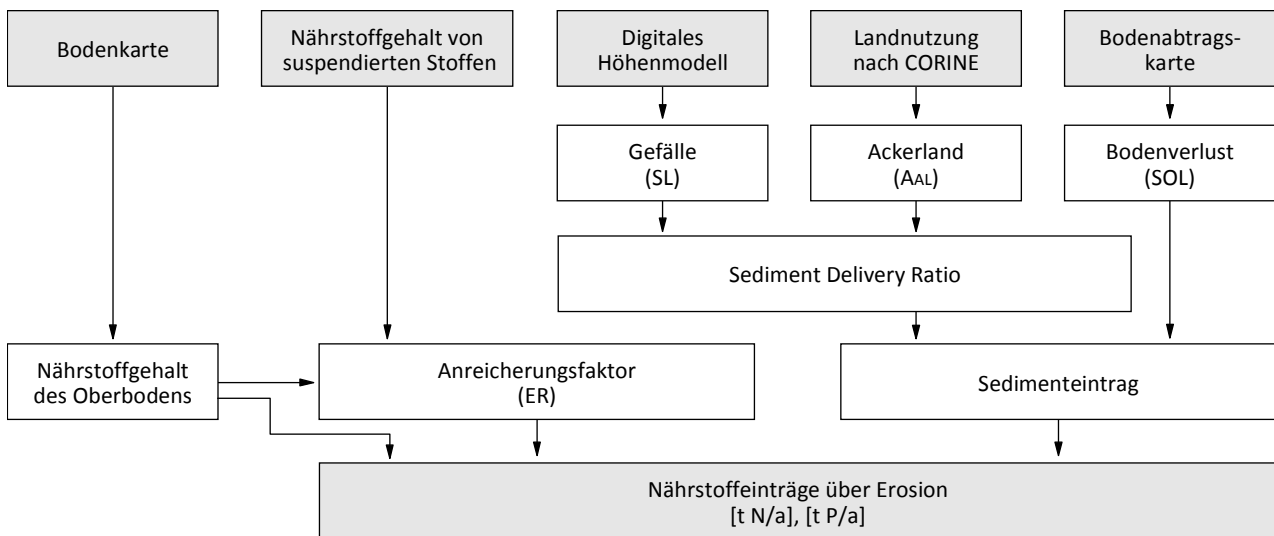 Bodenkarte
Nährstoffgehalt von
suspendierten Stoffen
Digitales
Höhenmodell
Landnutzung
nach CORINE
Bodenabtrags-
karte
Gefälle
(SL)
Ackerland
(AAL)
Bodenverlust
(SOL)
Sediment Delivery Ratio
Nährstoffgehalt
des Oberbodens
Anreicherungsfaktor
(ER)
Sedimenteintrag
Nährstoffeinträge über Erosion
[t N/a], [t P/a]